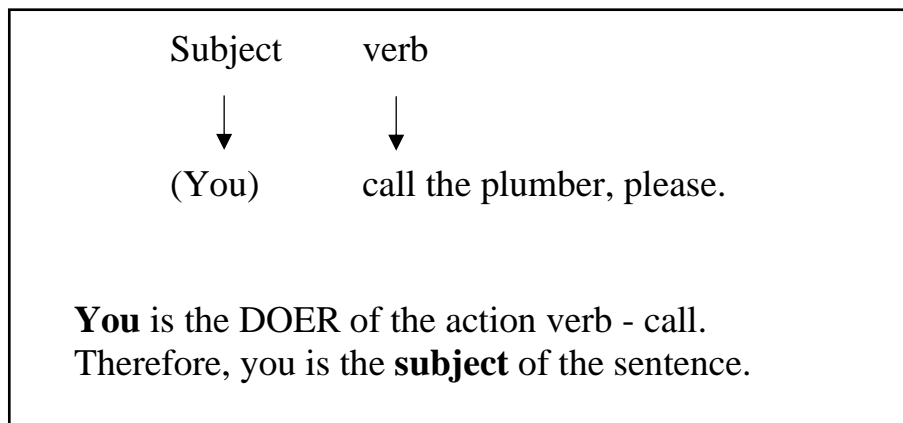 Subject verb
(You) call the plumber, please.
You is the DOER of the action verb - call.
Therefore, you is the subject of the sentence.